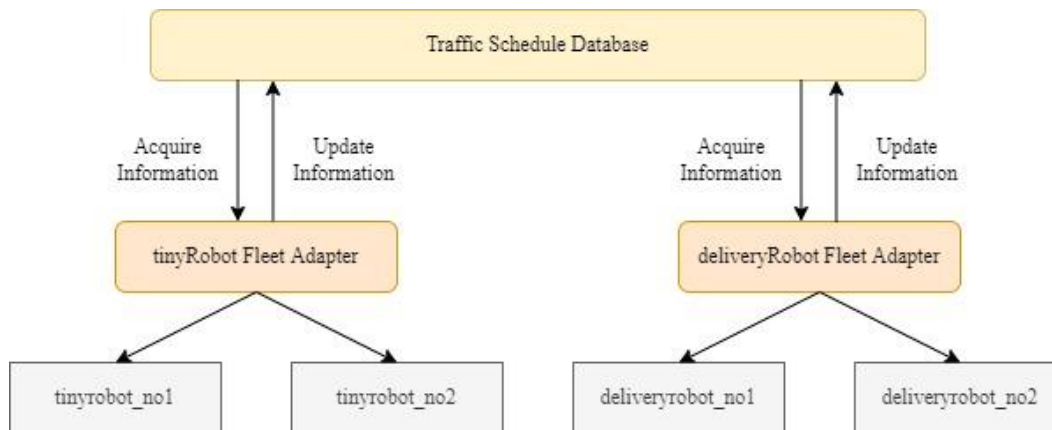 Traffic Schedule Database
Acquire
Information
Update
Information
Acquire
Information
Update
Information
tinyRobot Fleet Adapter
deliveryRobot Fleet Adapter
tinyrobot_no1
tinyrobot_no2
deliveryrobot_no1
deliveryrobot_no2